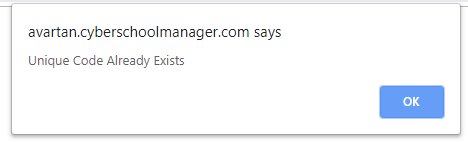 avartan.cyberschoolmanager.com says
Unique Code Already Exists
OK